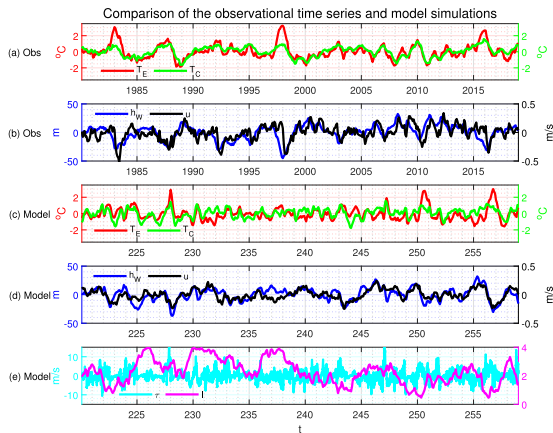 Comparison of the observational time series and model simulations
(a) Obs
°C
2
0
-2
T_E T_C
2
0
-2
°C
1985 1990 1995 2000 2005 2010 2015
(b) Obs
m
50
0
-50
h_W u
0.5
0
-0.5
m/s
1985 1990 1995 2000 2005 2010 2015
(c) Model
°C
2
0
-2
T_E T_C
2
0
-2
°C
225 230 235 240 245 250 255
(d) Model
m
50
0
-50
h_W u
0.5
0
-0.5
m/s
225 230 235 240 245 250 255
(e) Model
m/s
10
0
-10
τ I
4
2
0
225 230 235 240 245 250 255
t